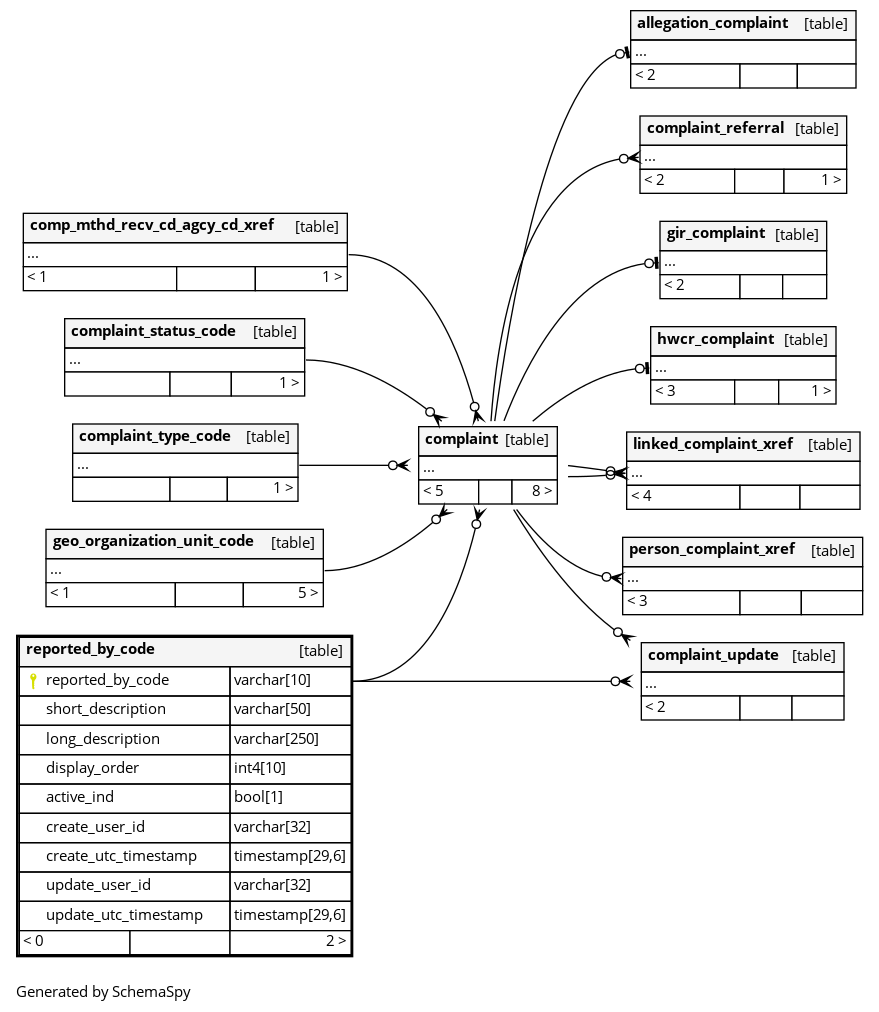 allegation_complaint [table]
...
< 2
complaint_referral [table]
...
< 2 1 >
comp_mthd_recv_cd_agcy_cd_xref [table]
...
< 1 1 >
gir_complaint [table]
...
< 2
complaint_status_code [table]
...
1 >
hwcr_complaint [table]
...
< 3 1 >
complaint_type_code [table]
...
1 >
complaint [table]
...
< 5 8 >
linked_complaint_xref [table]
...
< 4
geo_organization_unit_code [table]
...
< 1 5 >
person_complaint_xref [table]
...
< 3
complaint_update [table]
...
< 2
reported_by_code [table]
reported_by_code varchar[10]
short_description varchar[50]
long_description varchar[250]
display_order int4[10]
active_ind bool[1]
create_user_id varchar[32]
create_utc_timestamp timestamp[29,6]
update_user_id varchar[32]
update_utc_timestamp timestamp[29,6]
< 0 2 >
Generated by SchemaSpy